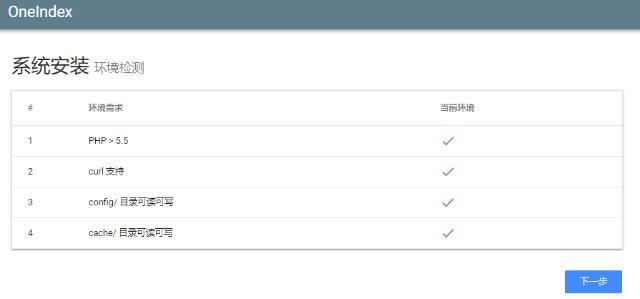 OneIndex
系统安装 环境检测
# 环境需求 当前环境
1 PHP > 5.5
2 curl 支持
3 config/ 目录可读可写
4 cache/ 目录可读可写
下一步